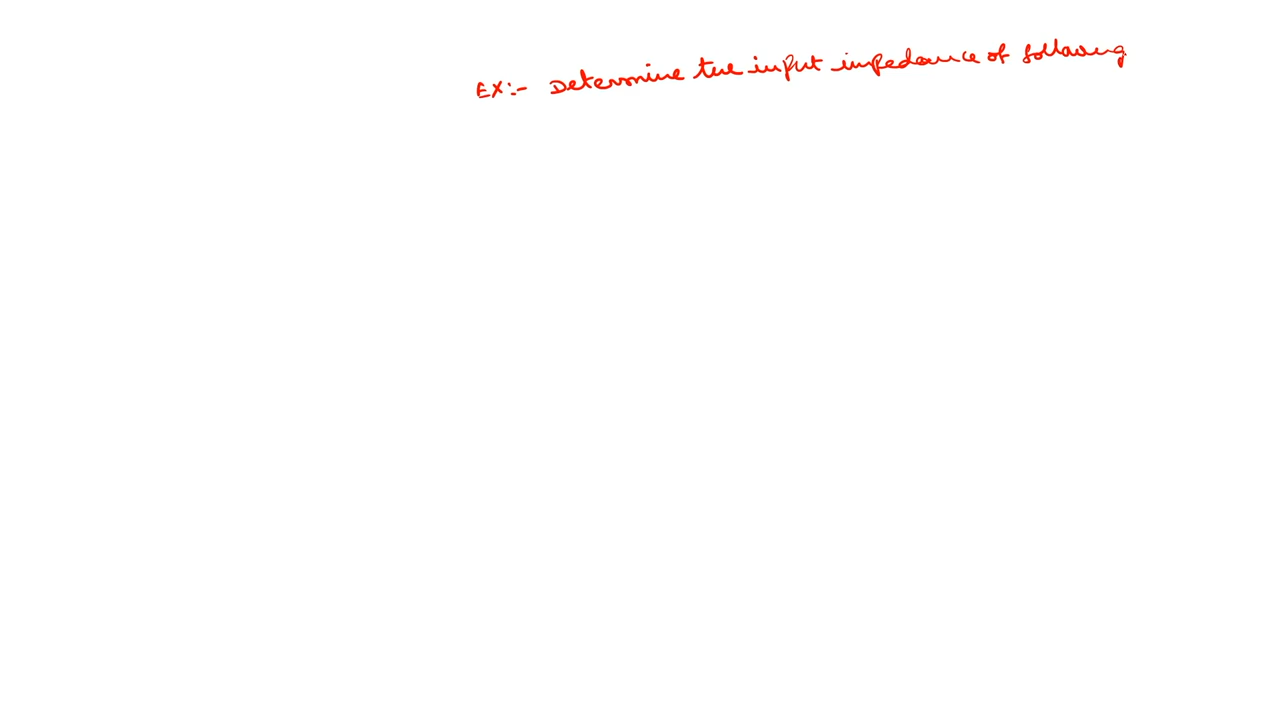 EX:- Determine the input impedance of following